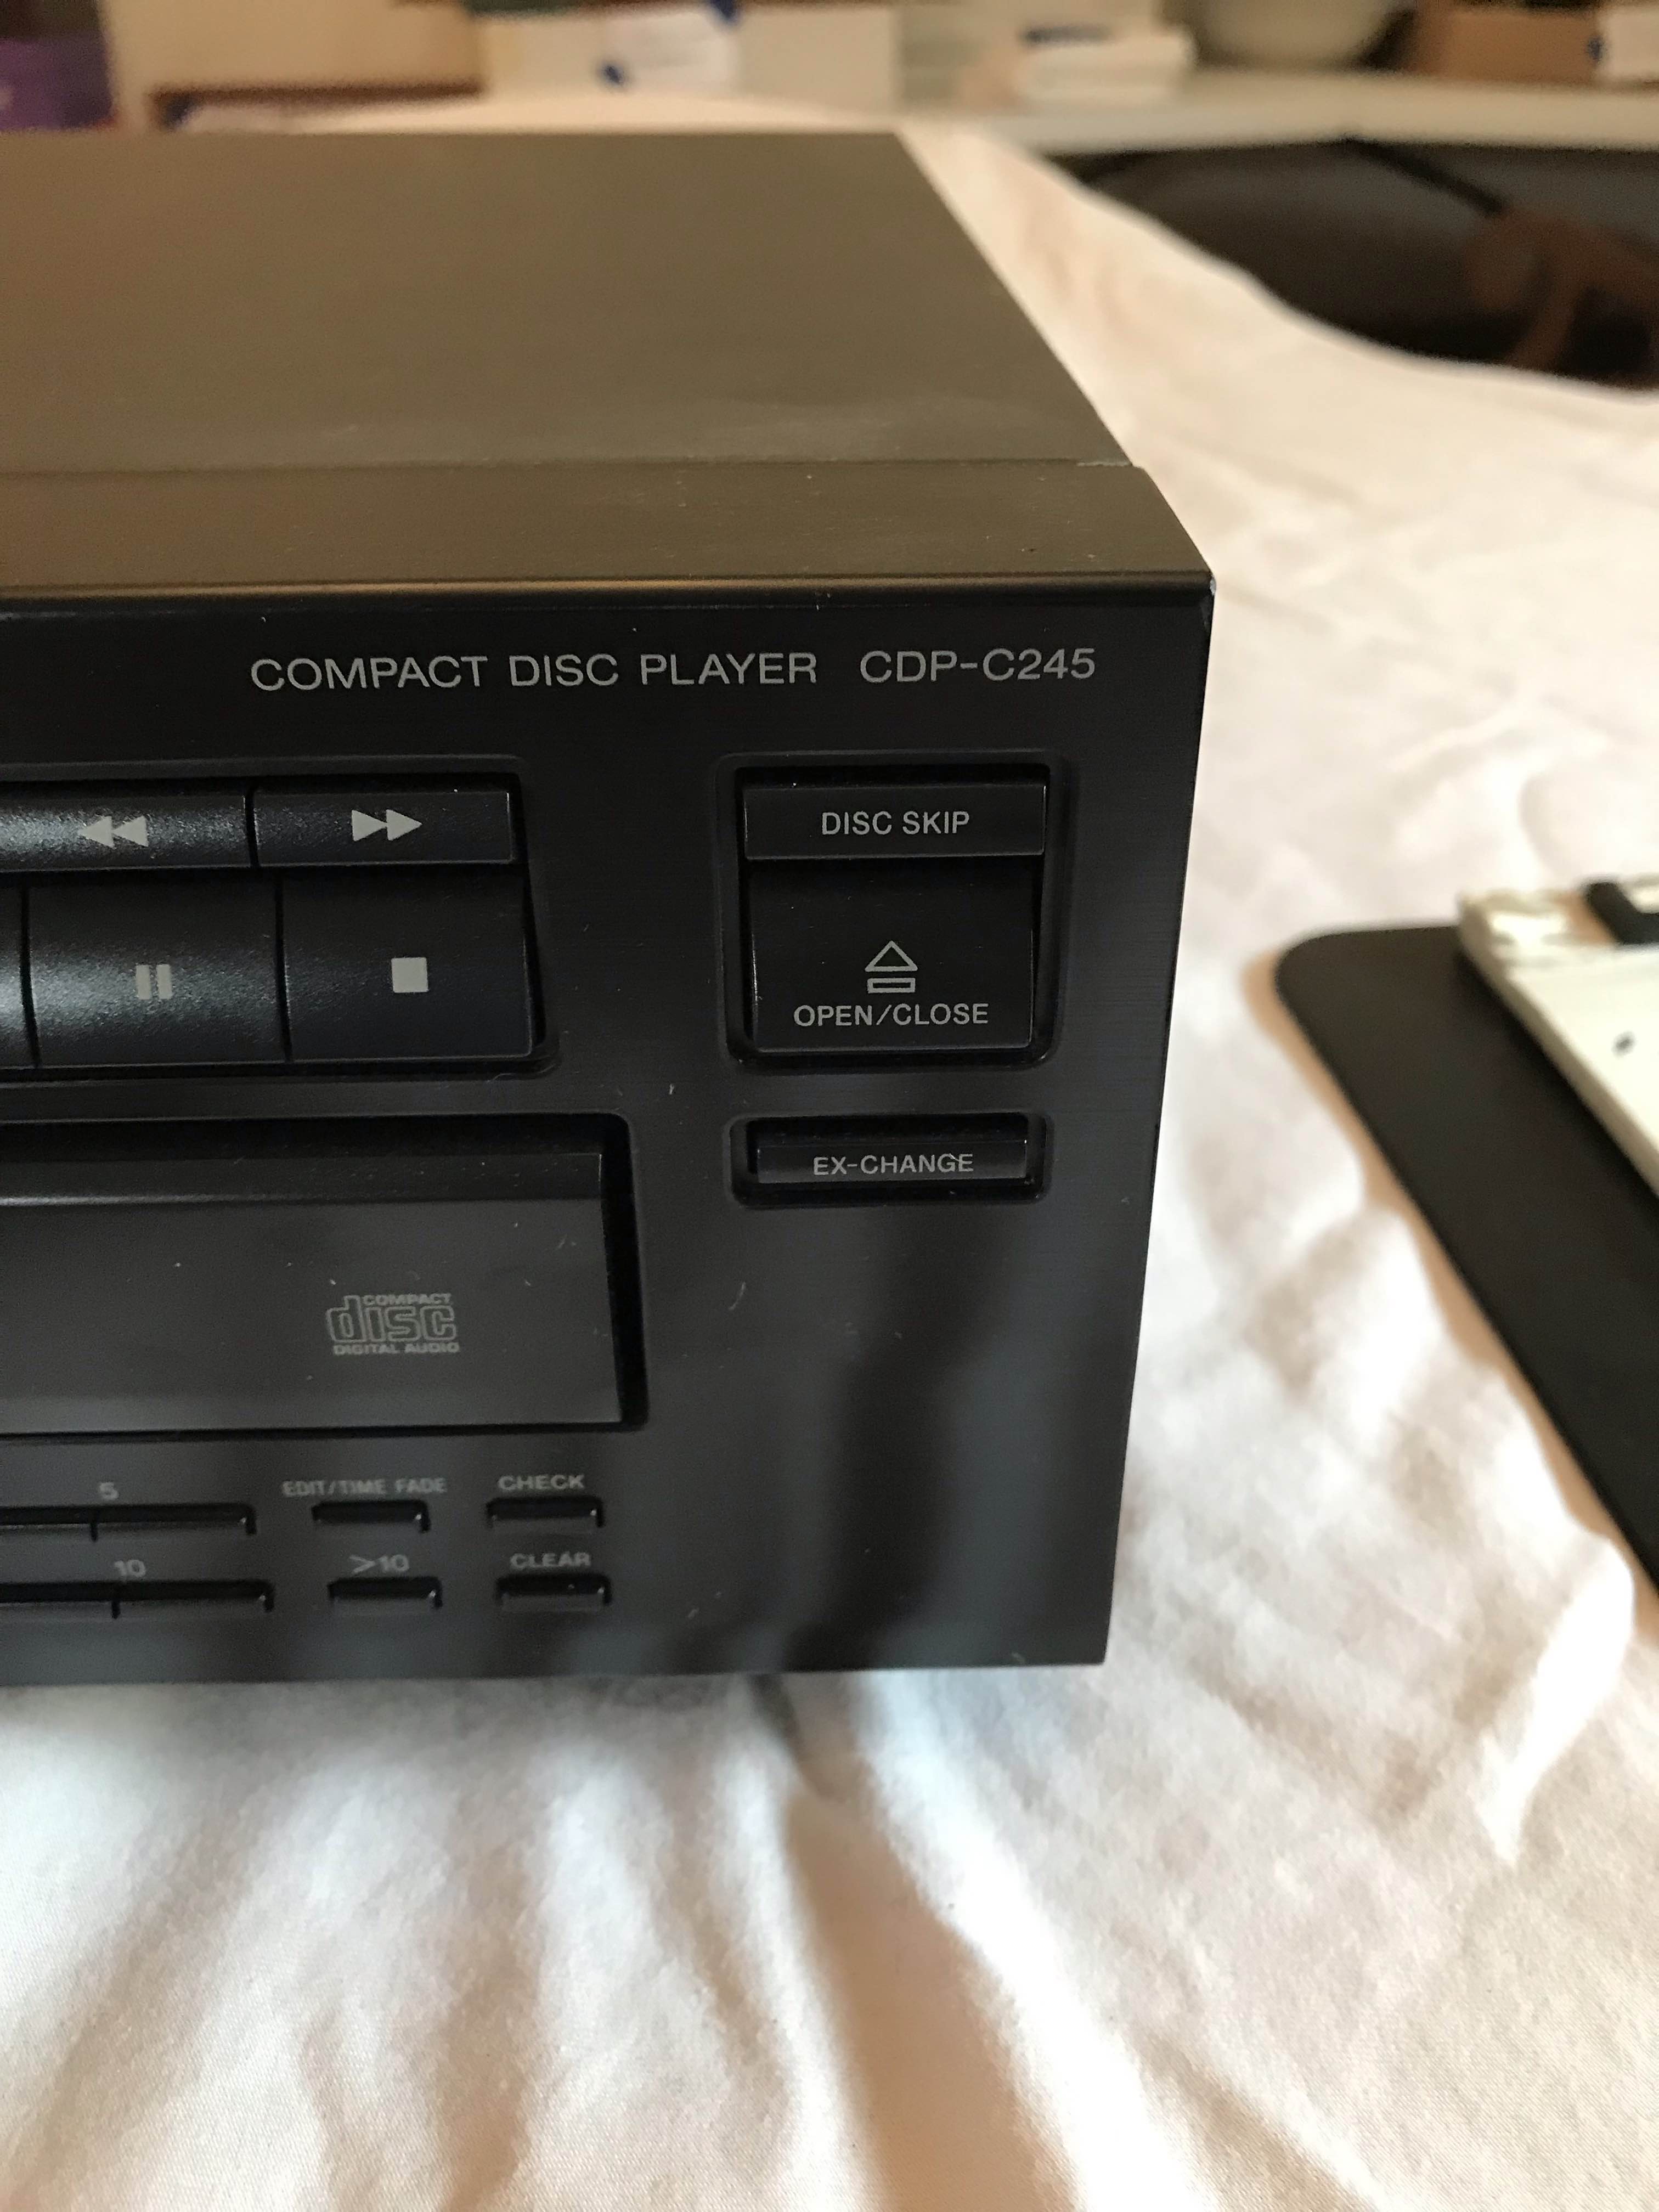 COMPACT DISC PLAYER CDP-C245
DISC SKIP
OPEN/CLOSE
EX-CHANGE
COMPACT
disc
DIGITAL AUDIO
5 EDIT/TIME FADE CHECK
10 >10 CLEAR